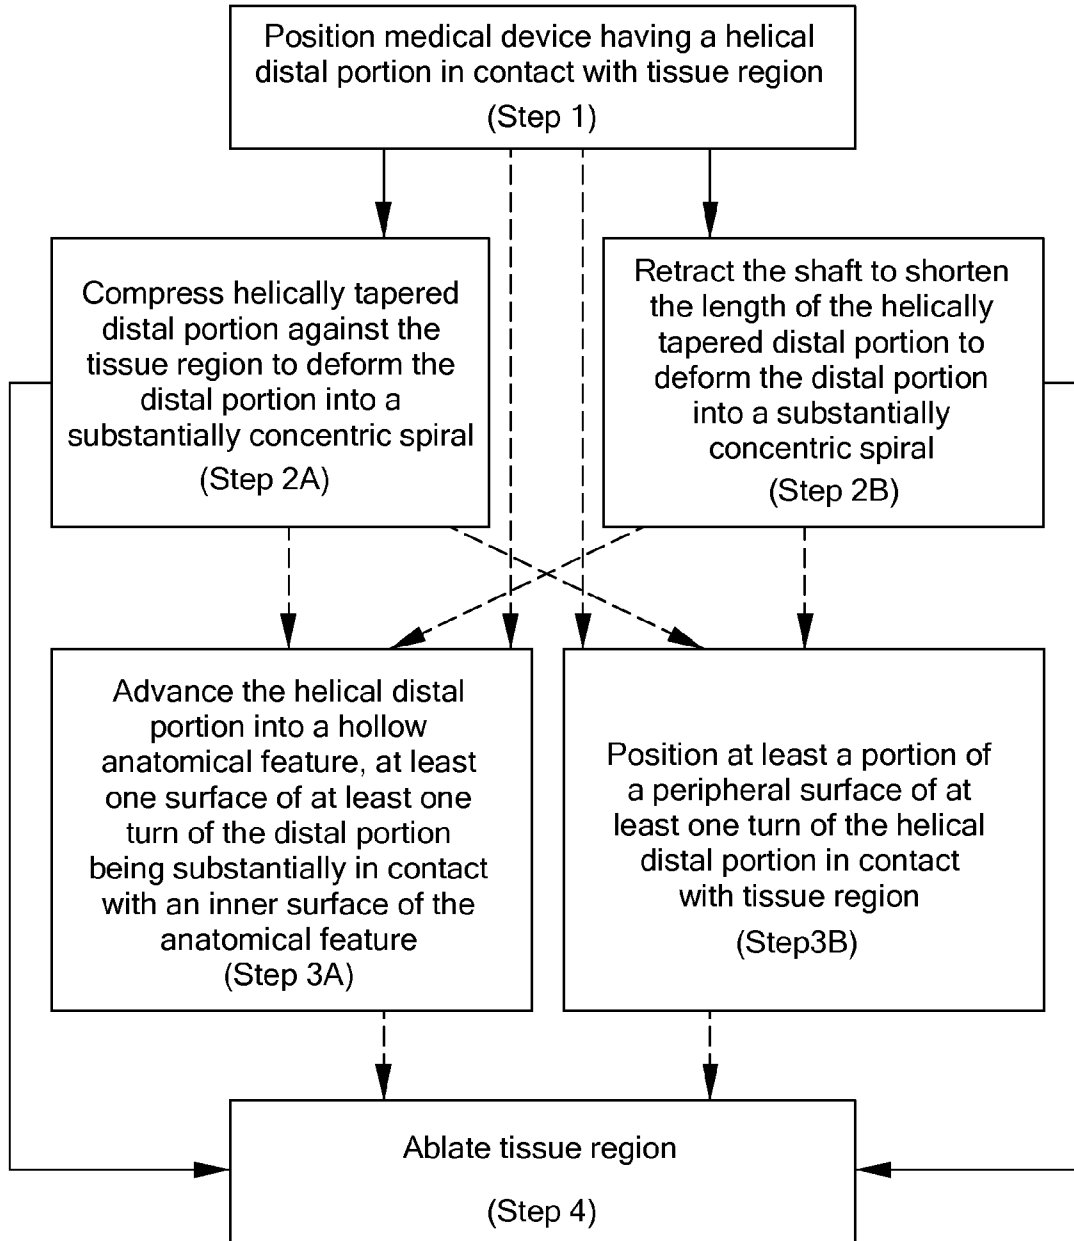 Position medical device having a helical
distal portion in contact with tissue region
(Step 1)
Compress helically tapered
distal portion against the
tissue region to deform the
distal portion into a
substantially concentric spiral
(Step 2A)
Retract the shaft to shorten
the length of the helically
tapered distal portion to
deform the distal portion
into a substantially
concentric spiral
(Step 2B)
Advance the helical distal
portion into a hollow
anatomical feature, at least
one surface of at least one
turn of the distal portion
being substantially in contact
with an inner surface of the
anatomical feature
(Step 3A)
Position at least a portion of
a peripheral surface of at
least one turn of the helical
distal portion in contact
with tissue region
(Step3B)
Ablate tissue region
(Step 4)